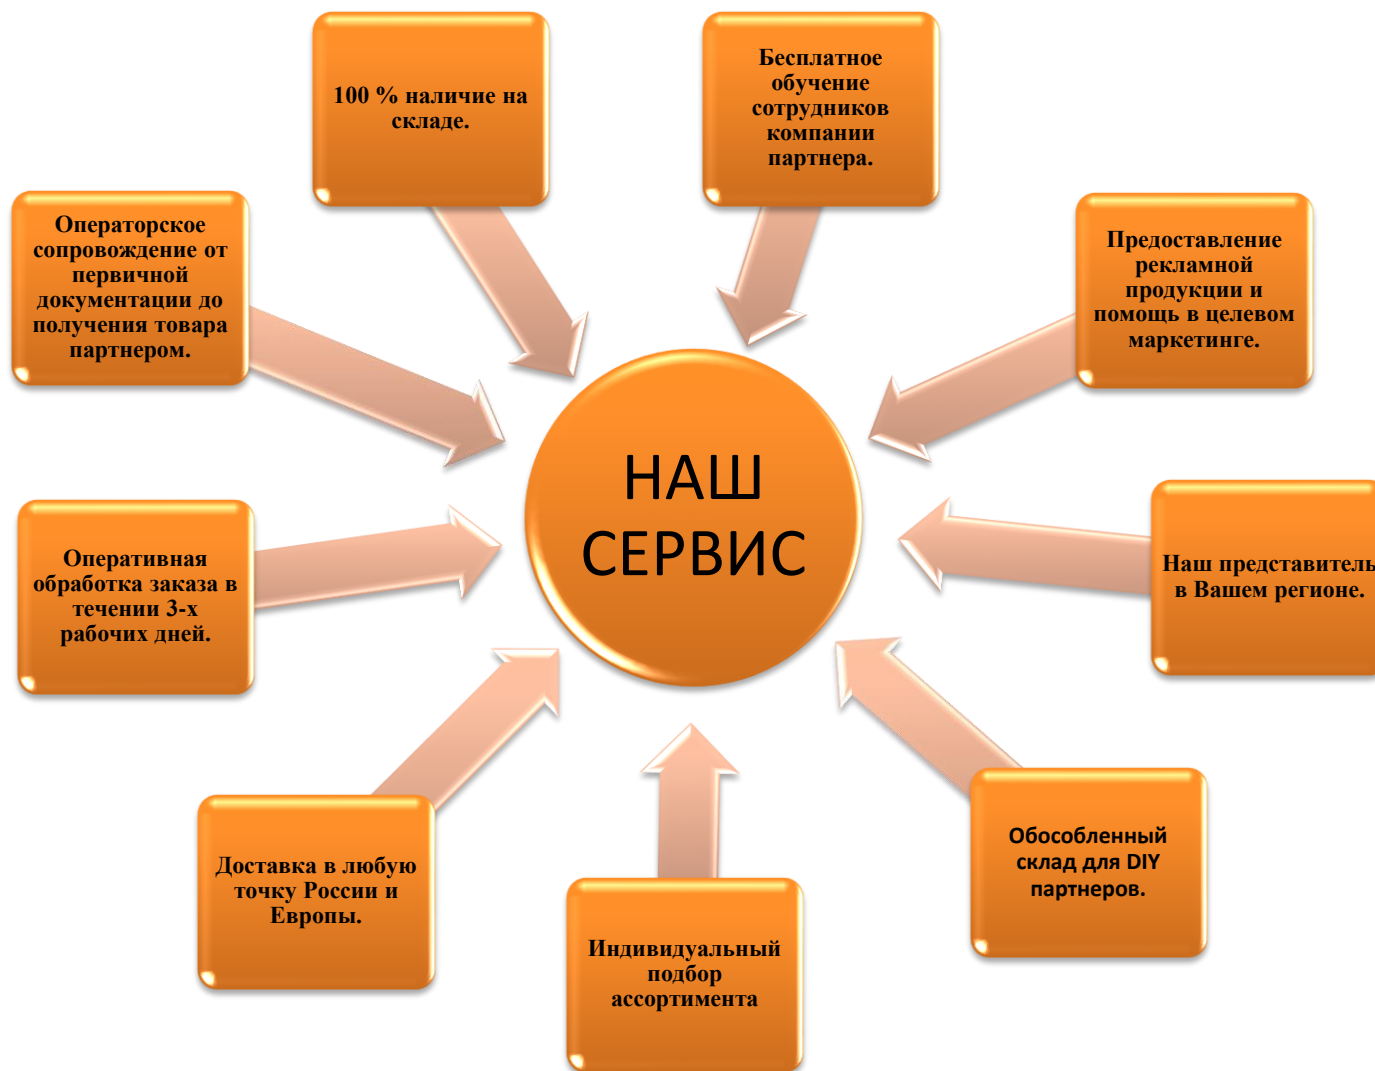 100 % наличие на
складе.
Бесплатное
обучение
сотрудников
компании
партнера.
Операторское
сопровождение от
первичной
документации до
получения товара
партнером.
Предоставление
рекламной
продукции и
помощь в целевом
маркетинге.
НАШ
СЕРВИС
Оперативная
обработка заказа в
течении 3-х
рабочих дней.
Наш представитель
в Вашем регионе.
Доставка в любую
точку России и
Европы.
Обособленный
склад для DIY
партнеров.
Индивидуальный
подбор
ассортимента